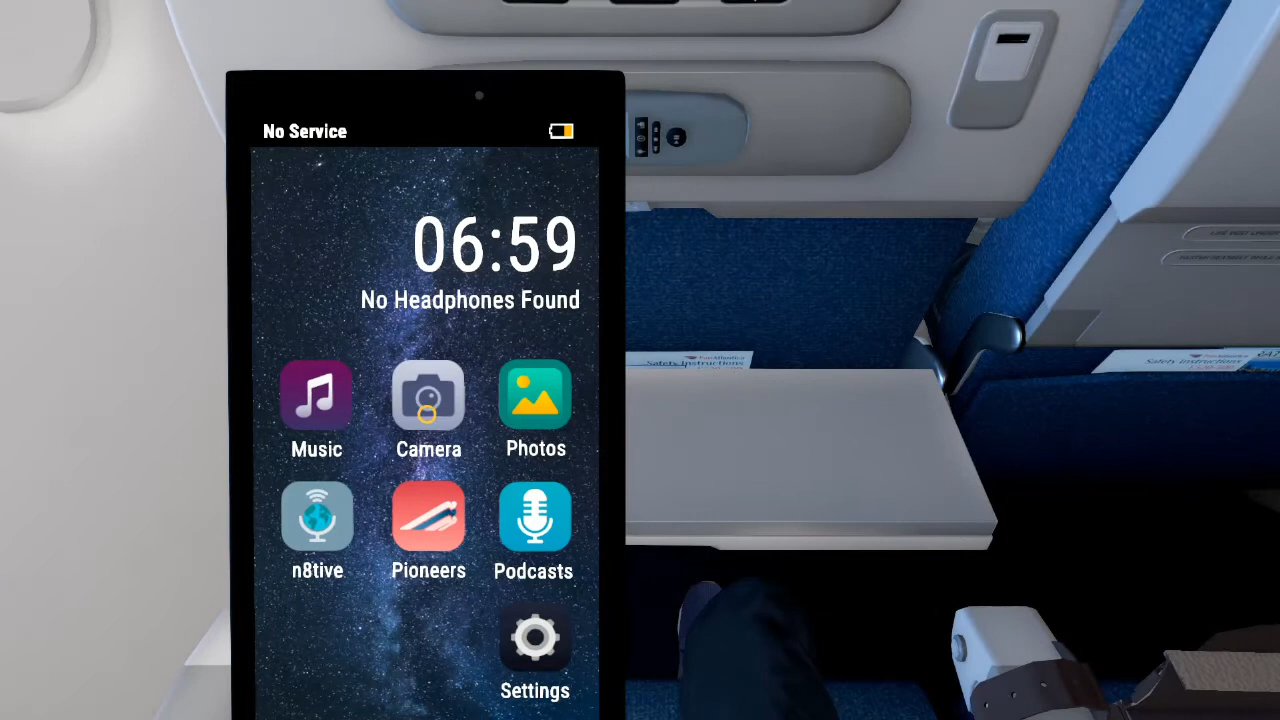 No Service
06:59
No Headphones Found
Music
Camera
Photos
n8tive
Pioneers
Podcasts
Settings
Safety Instructions
Safety Instructions